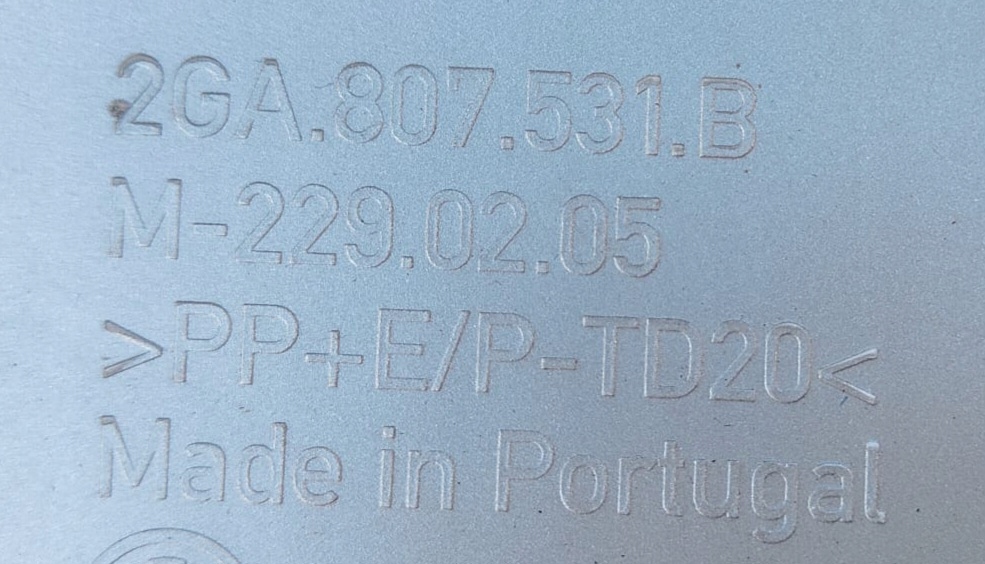 2GA.807.531.B
M-229.02.05
>PP+E/P-TD20<
Made in Portugal